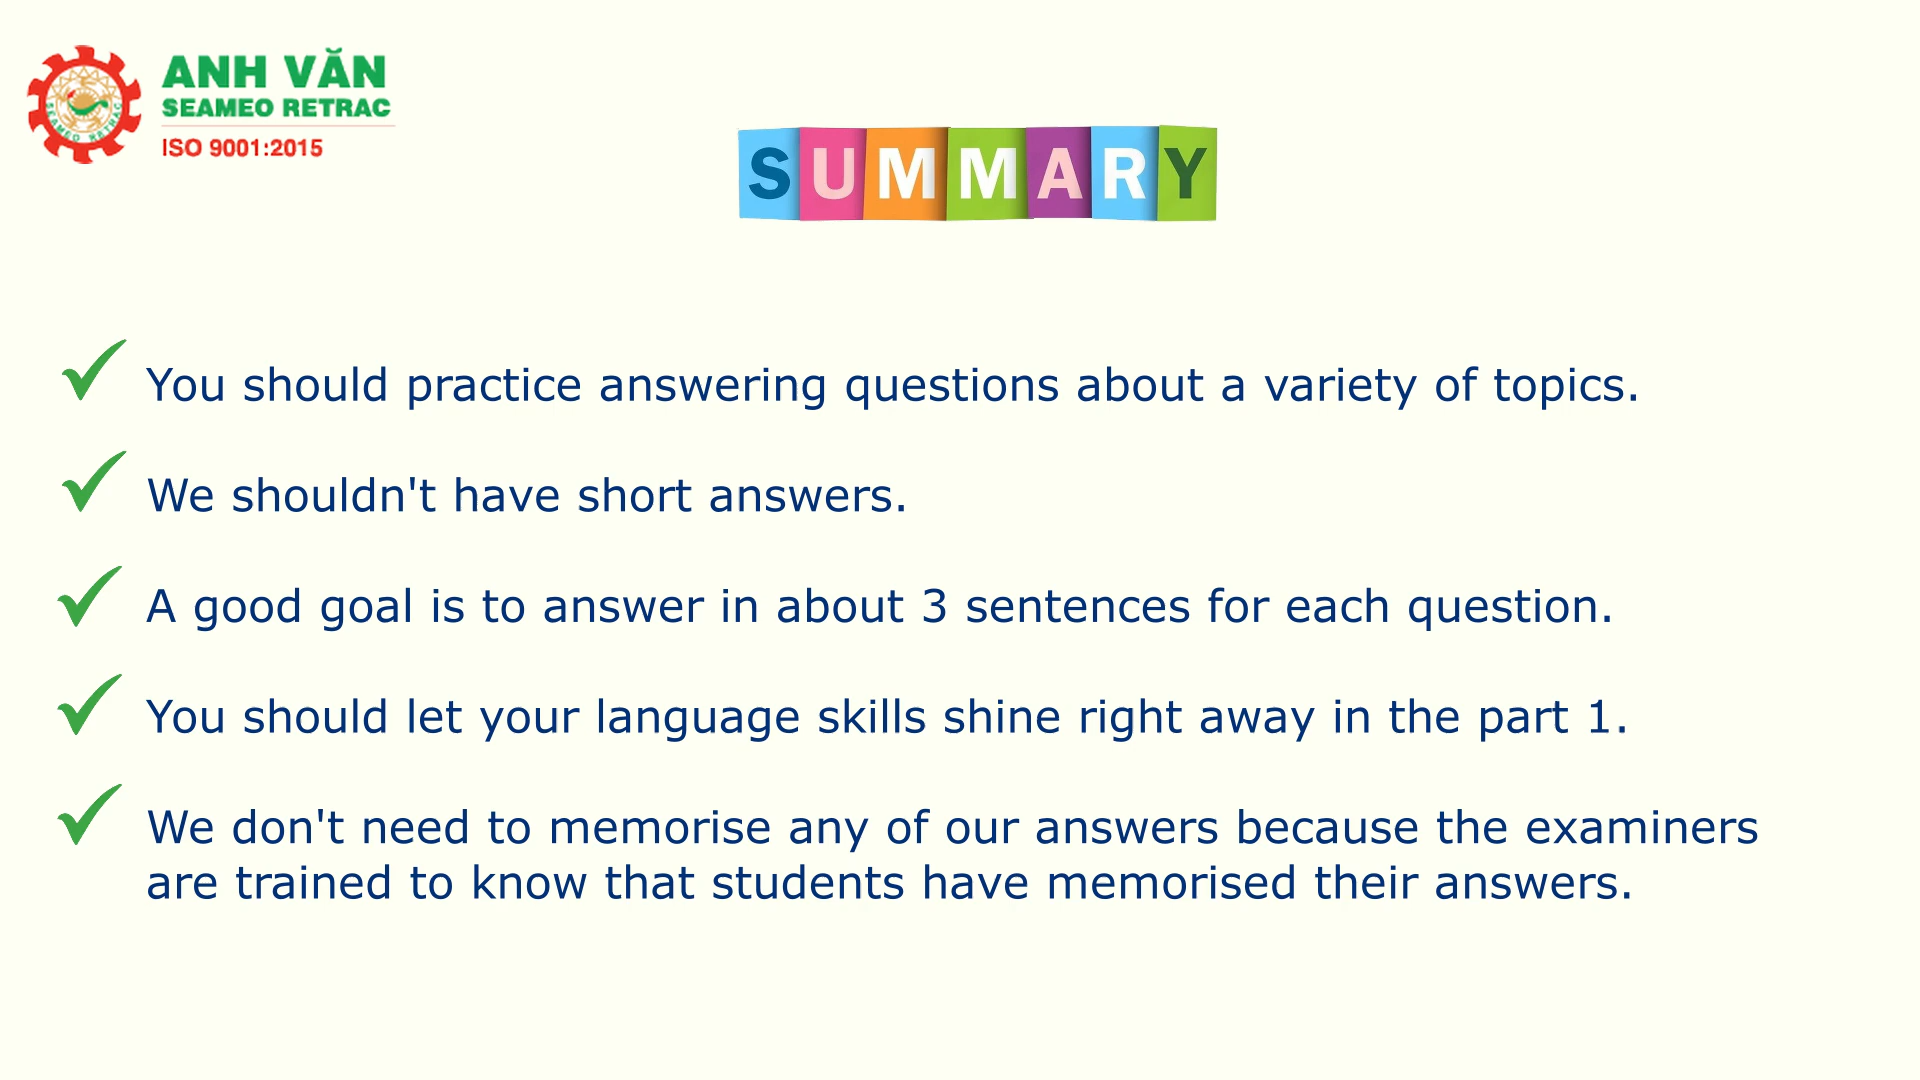 ANH VĂN
SEAMEO RETRAC
ISO 9001:2015
SEAMEO RETRAC
SUMMARY
You should practice answering questions about a variety of topics.
We shouldn't have short answers.
A good goal is to answer in about 3 sentences for each question.
You should let your language skills shine right away in the part 1.
We don't need to memorise any of our answers because the examiners
are trained to know that students have memorised their answers.